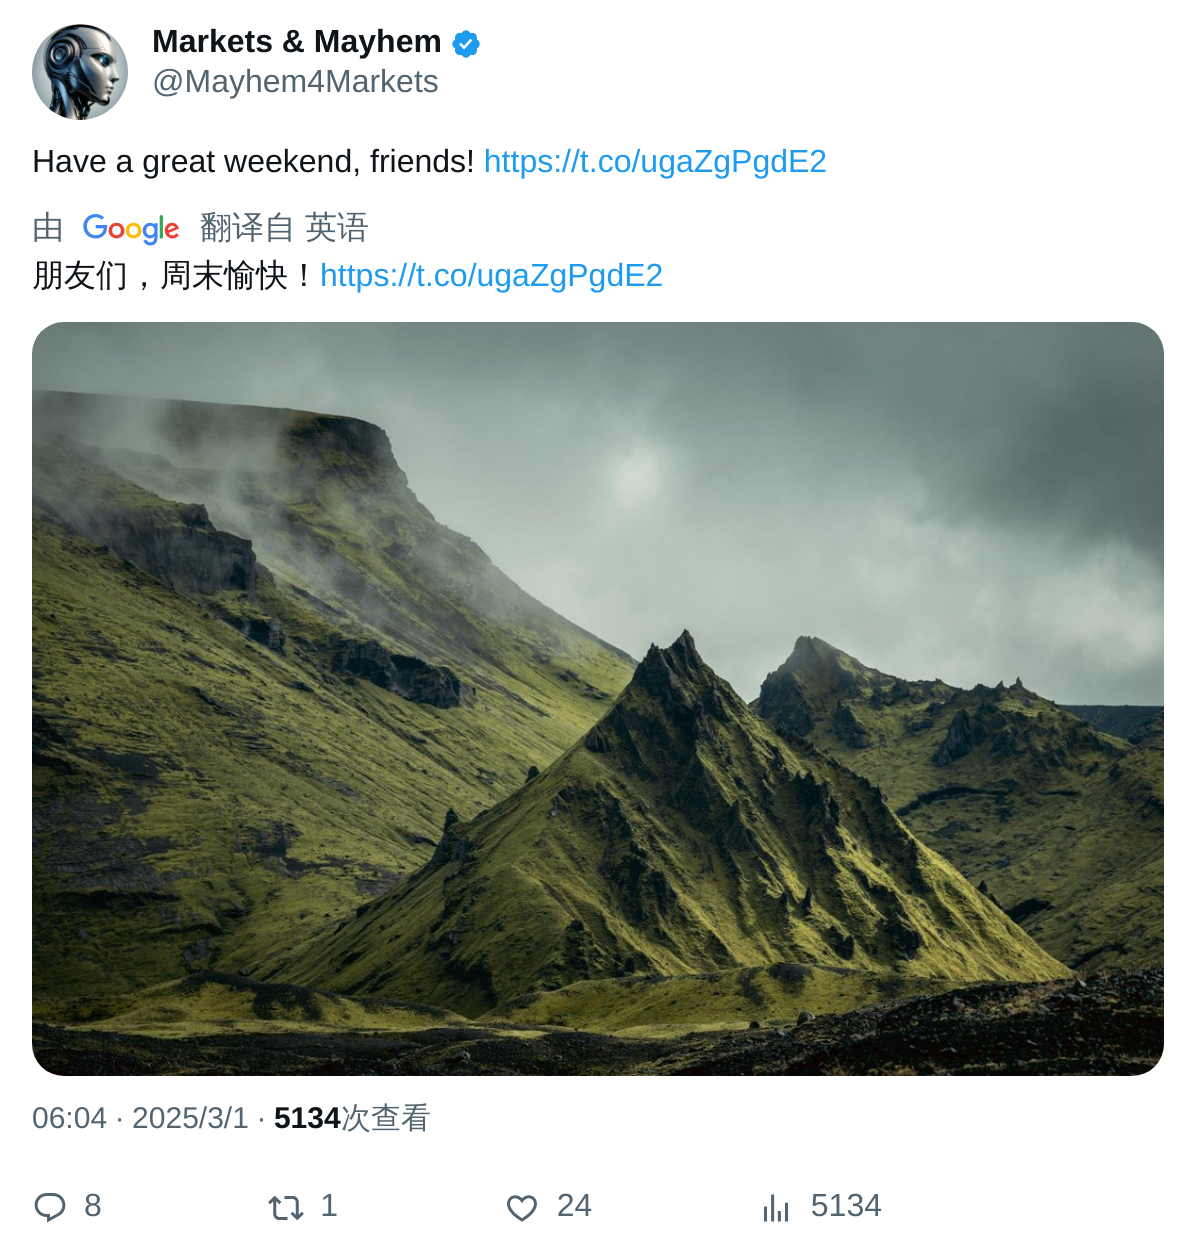 Markets & Mayhem
@Mayhem4Markets
Have a great weekend, friends! https://t.co/ugaZgPgdE2
由 Google 翻译自 英语
朋友们，周末愉快！https://t.co/ugaZgPgdE2
06:04 · 2025/3/1 · 5134次查看
8 1 24 5134